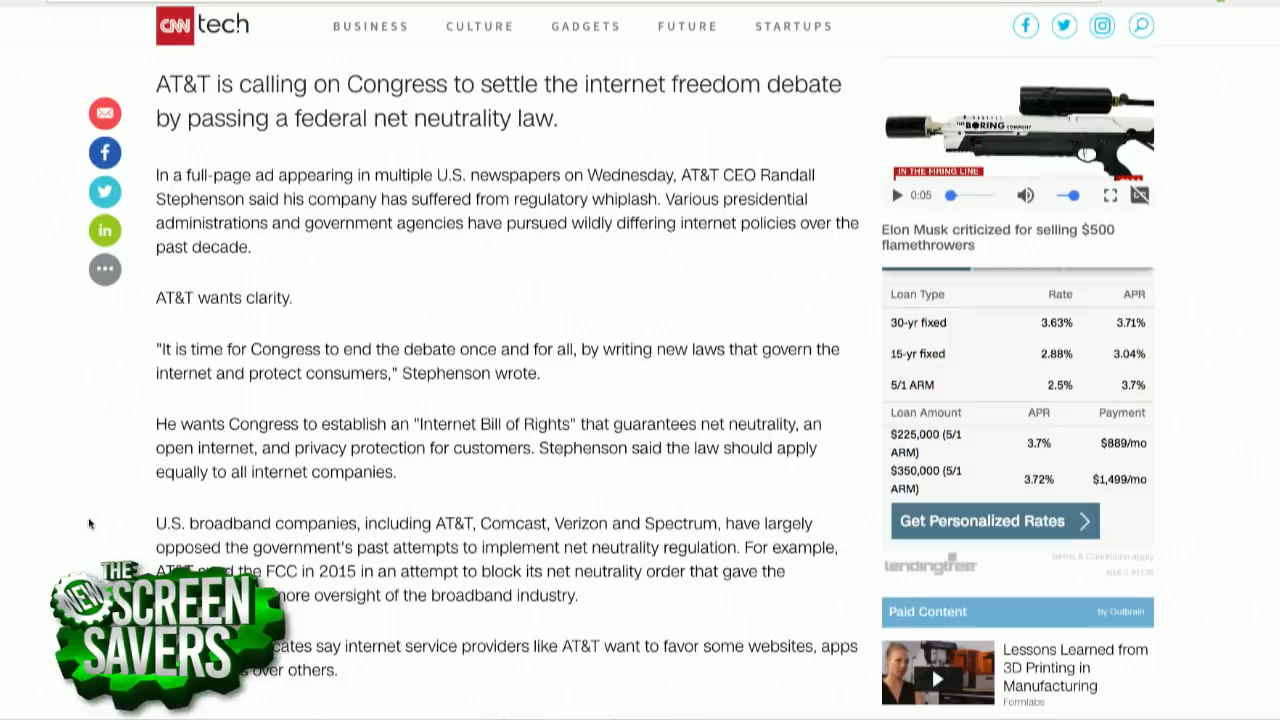 CNN tech
BUSINESS CULTURE GADGETS FUTURE STARTUPS
AT&T is calling on Congress to settle the internet freedom debate
by passing a federal net neutrality law.
In a full-page ad appearing in multiple U.S. newspapers on Wednesday, AT&T CEO Randall
Stephenson said his company has suffered from regulatory whiplash. Various presidential
administrations and government agencies have pursued wildly differing internet policies over the
past decade.
AT&T wants clarity.
"It is time for Congress to end the debate once and for all, by writing new laws that govern the
internet and protect consumers," Stephenson wrote.
He wants Congress to establish an "Internet Bill of Rights" that guarantees net neutrality, an
open internet, and privacy protection for customers. Stephenson said the law should apply
equally to all internet companies.
U.S. broadband companies, including AT&T, Comcast, Verizon and Spectrum, have largely
opposed the government's past attempts to implement net neutrality regulation. For example,
FCC in 2015 in an attempt to block its net neutrality order that gave the
more oversight of the broadband industry.
say internet service providers like AT&T want to favor some websites, apps
over others.
THE NEW SCREEN SAVERS
in
THE BORING COMPANY
IN THE FIRING LINE
0:05
Elon Musk criticized for selling $500
flamethrowers
Loan Type Rate APR
30-yr fixed 3.63% 3.71%
15-yr fixed 2.88% 3.04%
5/1 ARM 2.5% 3.7%
Loan Amount APR Payment
$225,000 (5/1
ARM) 3.7% $889/mo
$350,000 (5/1
ARM) 3.72% $1,499/mo
Get Personalized Rates
lendingtree
Terms & Conditions apply
Paid Content by Outbrain
Lessons Learned from
3D Printing in
Manufacturing
Formlabs